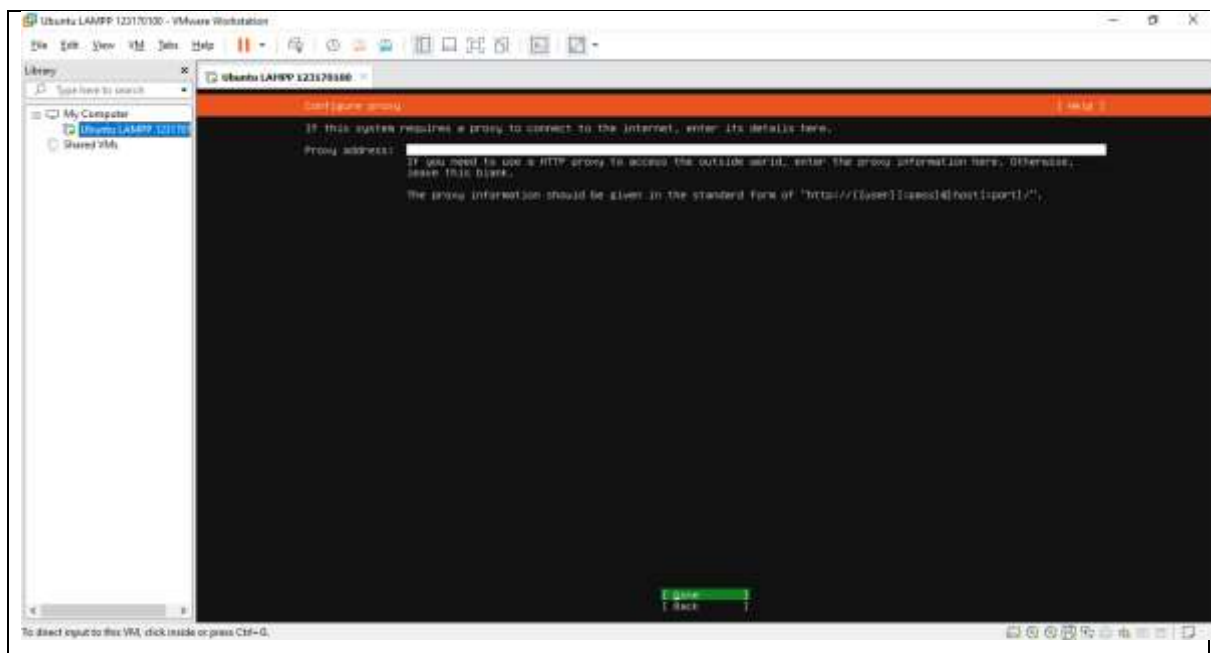 Ubuntu LAMPP 123170100 - VMware Workstation
File Edit View VM Tabs Help
Library
Type here to search
My Computer
Ubuntu LAMPP 123170
Shared VMs
Ubuntu LAMPP 123170100
Configure proxy
[ Help ]
If this system requires a proxy to connect to the internet, enter its details here.
Proxy address:
If you need to use a HTTP proxy to access the outside world, enter the proxy information here. Otherwise,
leave this blank.
The proxy information should be given in the standard form of "http://[[user][:pass]@]host[:port]/".
[ Done ]
[ Back ]
To direct input to this VM, click inside or press Ctrl+G.